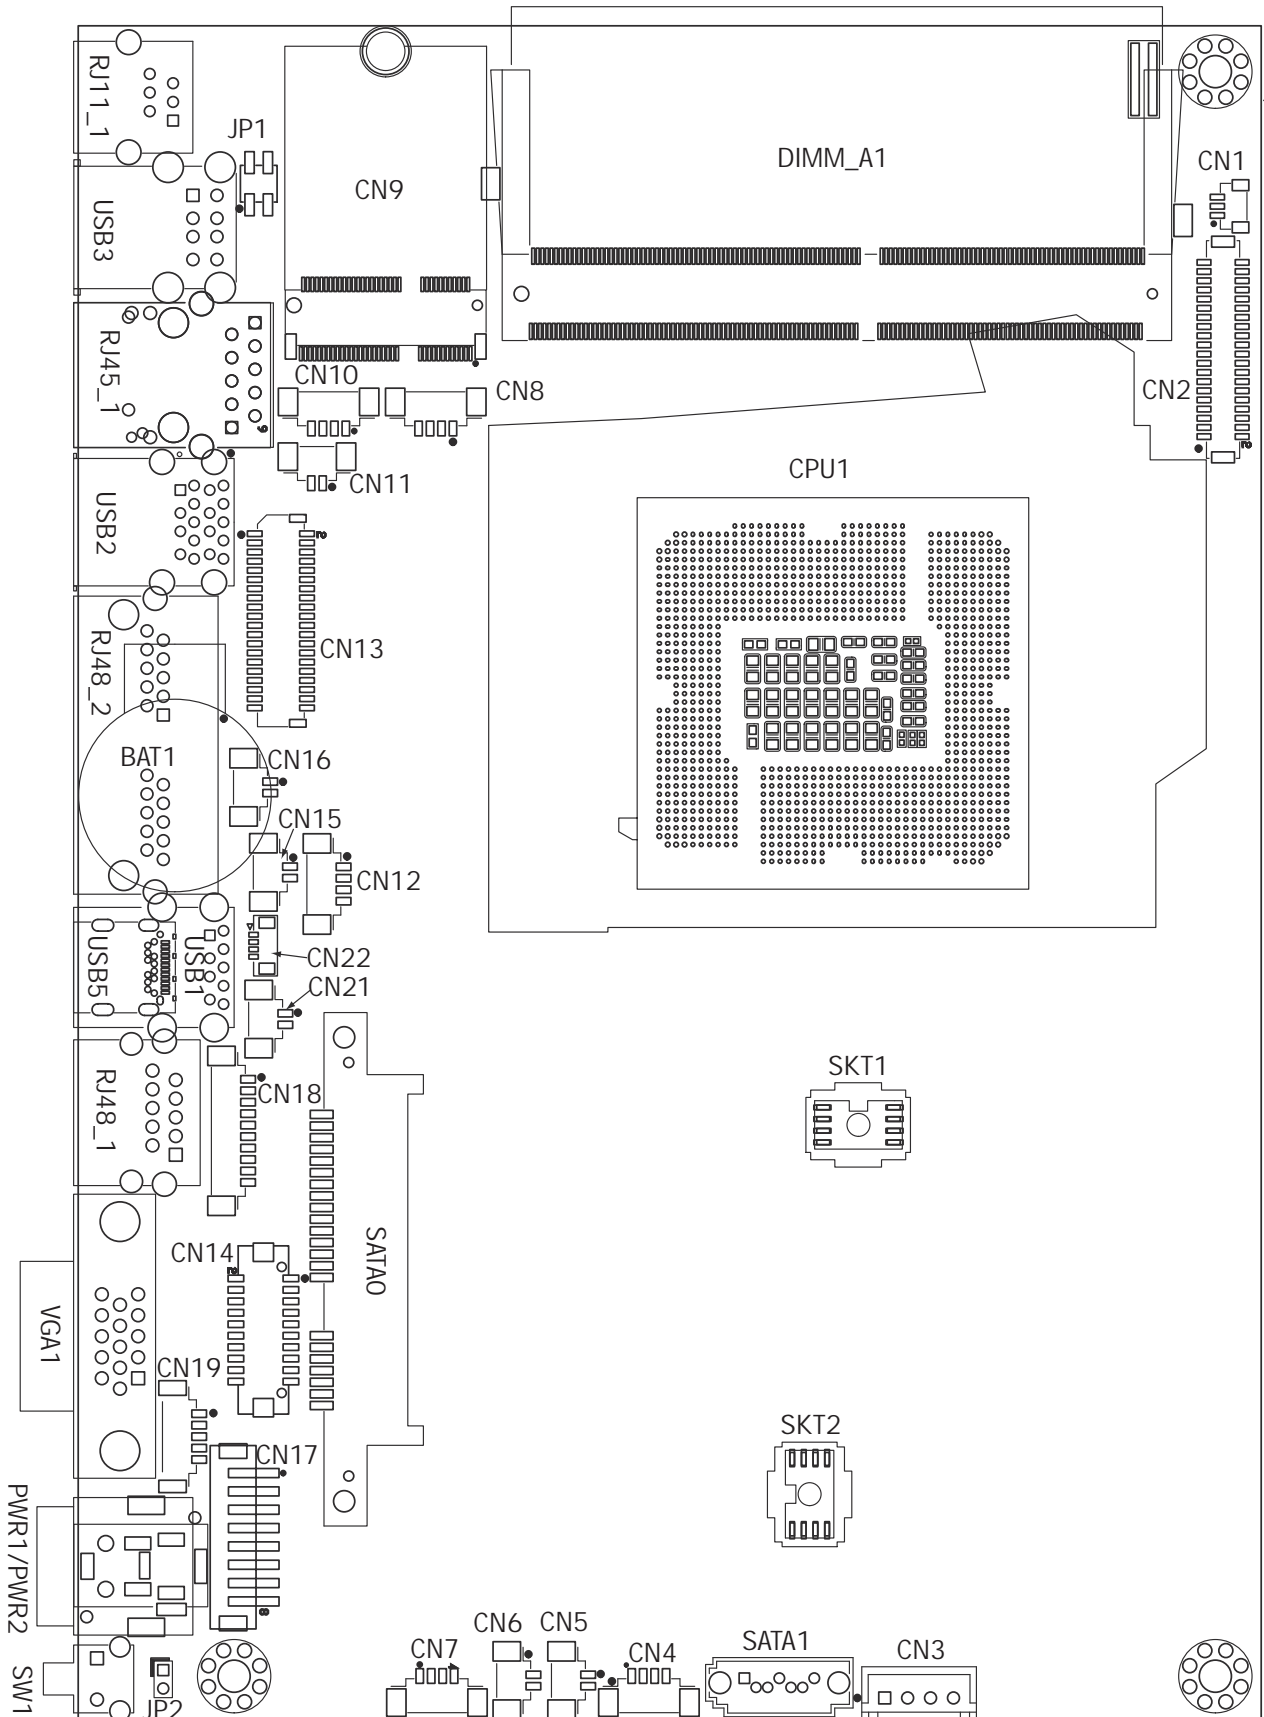 RJ11_1
JP1
CN9
DIMM_A1
CN1
USB3
RJ45_1
CN10
CN8
CN2
CN11
CPU1
USB2
CN13
RJ48_2
BAT1
CN16
CN15
CN12
USB5
USB1
CN22
CN21
CN18
RJ48_1
SKT1
CN14
SATA0
VGA1
CN19
SKT2
CN17
PWR1/PWR2
SW1
JP2
CN7
CN6
CN5
CN4
SATA1
CN3